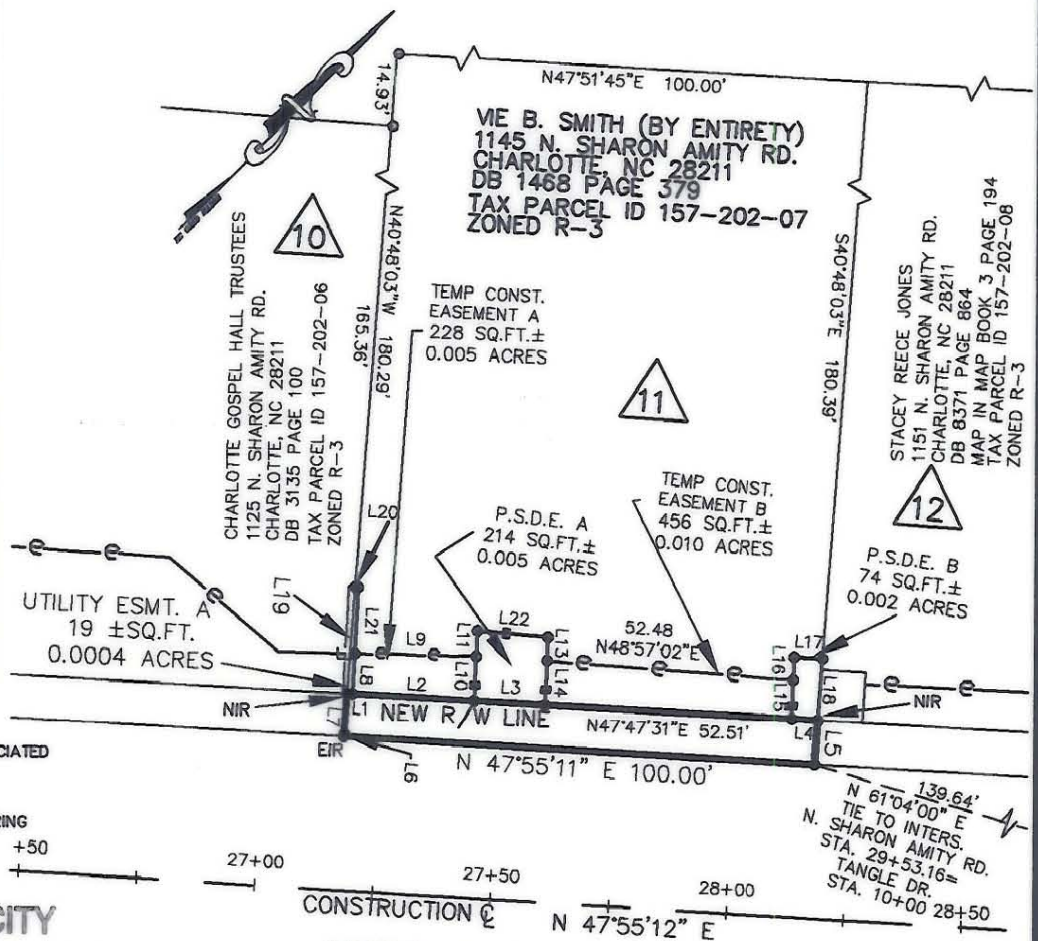 14.93'
N47°51'45"E 100.00'
VIE B. SMITH (BY ENTIRETY)
1145 N. SHARON AMITY RD.
CHARLOTTE, NC 28211
DB 1468 PAGE 379
TAX PARCEL ID 157-202-07
ZONED R-3
10
CHARLOTTE GOSPEL HALL TRUSTEES
1125 N. SHARON AMITY RD.
CHARLOTTE, NC 28211
DB 3135 PAGE 100
TAX PARCEL ID 157-202-06
ZONED R-3
N40°48'03"W 180.29'
165.36'
TEMP CONST.
EASEMENT A
228 SQ.FT.±
0.005 ACRES
11
S40°48'03"E 180.39'
STACEY REECE JONES
1151 N. SHARON AMITY RD.
CHARLOTTE, NC 28211
DB 8371 PAGE 864
MAP IN MAP BOOK 3 PAGE 194
TAX PARCEL ID 157-202-08
ZONED R-3
12
TEMP CONST.
EASEMENT B
456 SQ.FT.±
0.010 ACRES
P.S.D.E. A
214 SQ.FT.±
0.005 ACRES
P.S.D.E. B
74 SQ.FT.±
0.002 ACRES
L20
L19
L21
UTILITY ESMT. A
19 ±SQ.FT.
0.0004 ACRES
L9
L11
L22
L13
52.48
N48°57'02"E
L17
L16
L8
L2
L10
L3
L14
L15
L18
NIR
L1
NEW R/W LINE
N47°47'31"E 52.51'
L4
NIR
L7
L5
EIR
L6
N 47°55'11" E 100.00'
CIATED
RING
139.64'
N 61°04'00" E
TIE TO INTERS.
N. SHARON AMITY RD.
STA. 29+53.16=
TANGLE DR.
STA. 10+00
+50
27+00
27+50
28+00
28+50
CITY
CONSTRUCTION ℄
N 47°55'12" E